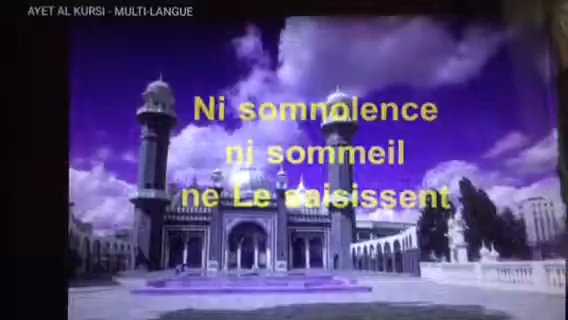 AYET AL KURSI - MULTI-LANGUE
Ni somnolence
ni sommeil
ne Le saisissent